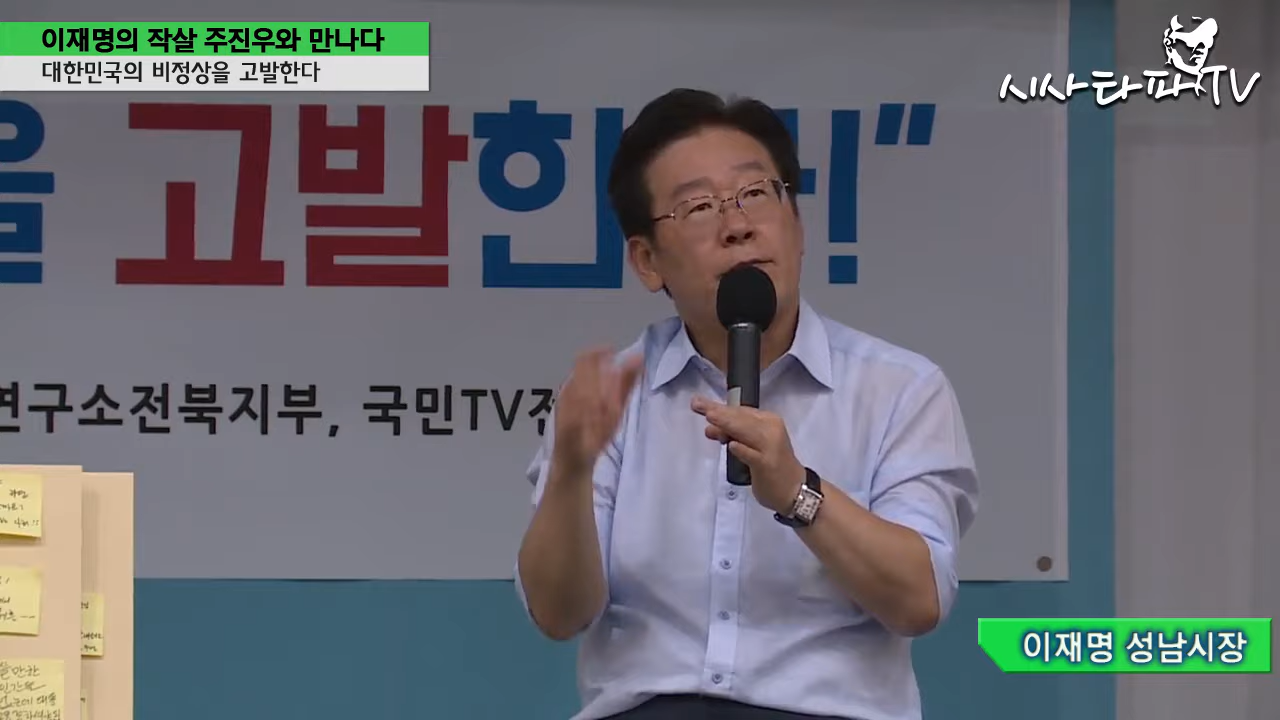 이재명의 작살 주진우와 만나다
대한민국의 비정상을 고발한다
시사타파TV
을 고발한다!"
연구소전북지부, 국민TV전
이재명 성남시장